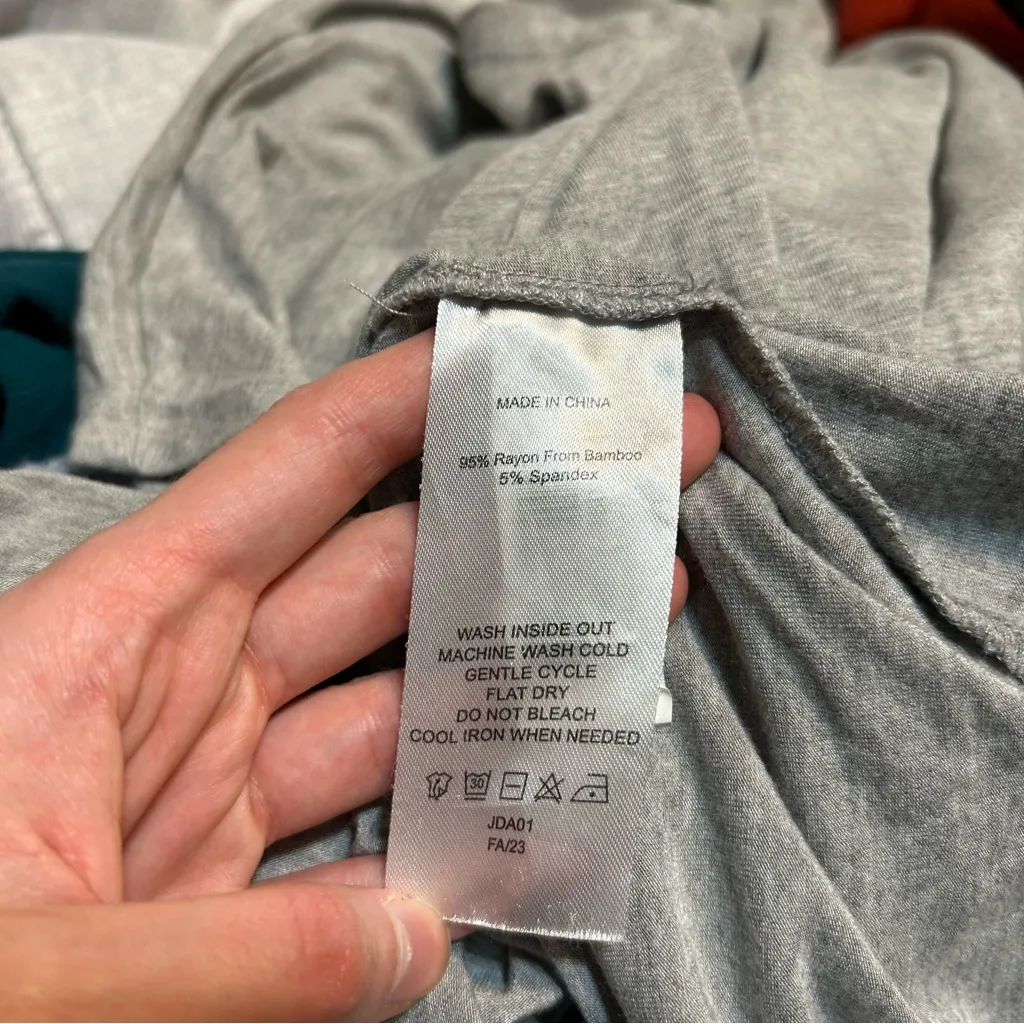 MADE IN CHINA
95% Rayon From Bamboo
5% Spandex
WASH INSIDE OUT
MACHINE WASH COLD
GENTLE CYCLE
FLAT DRY
DO NOT BLEACH
COOL IRON WHEN NEEDED
30
JDA01
FA/23